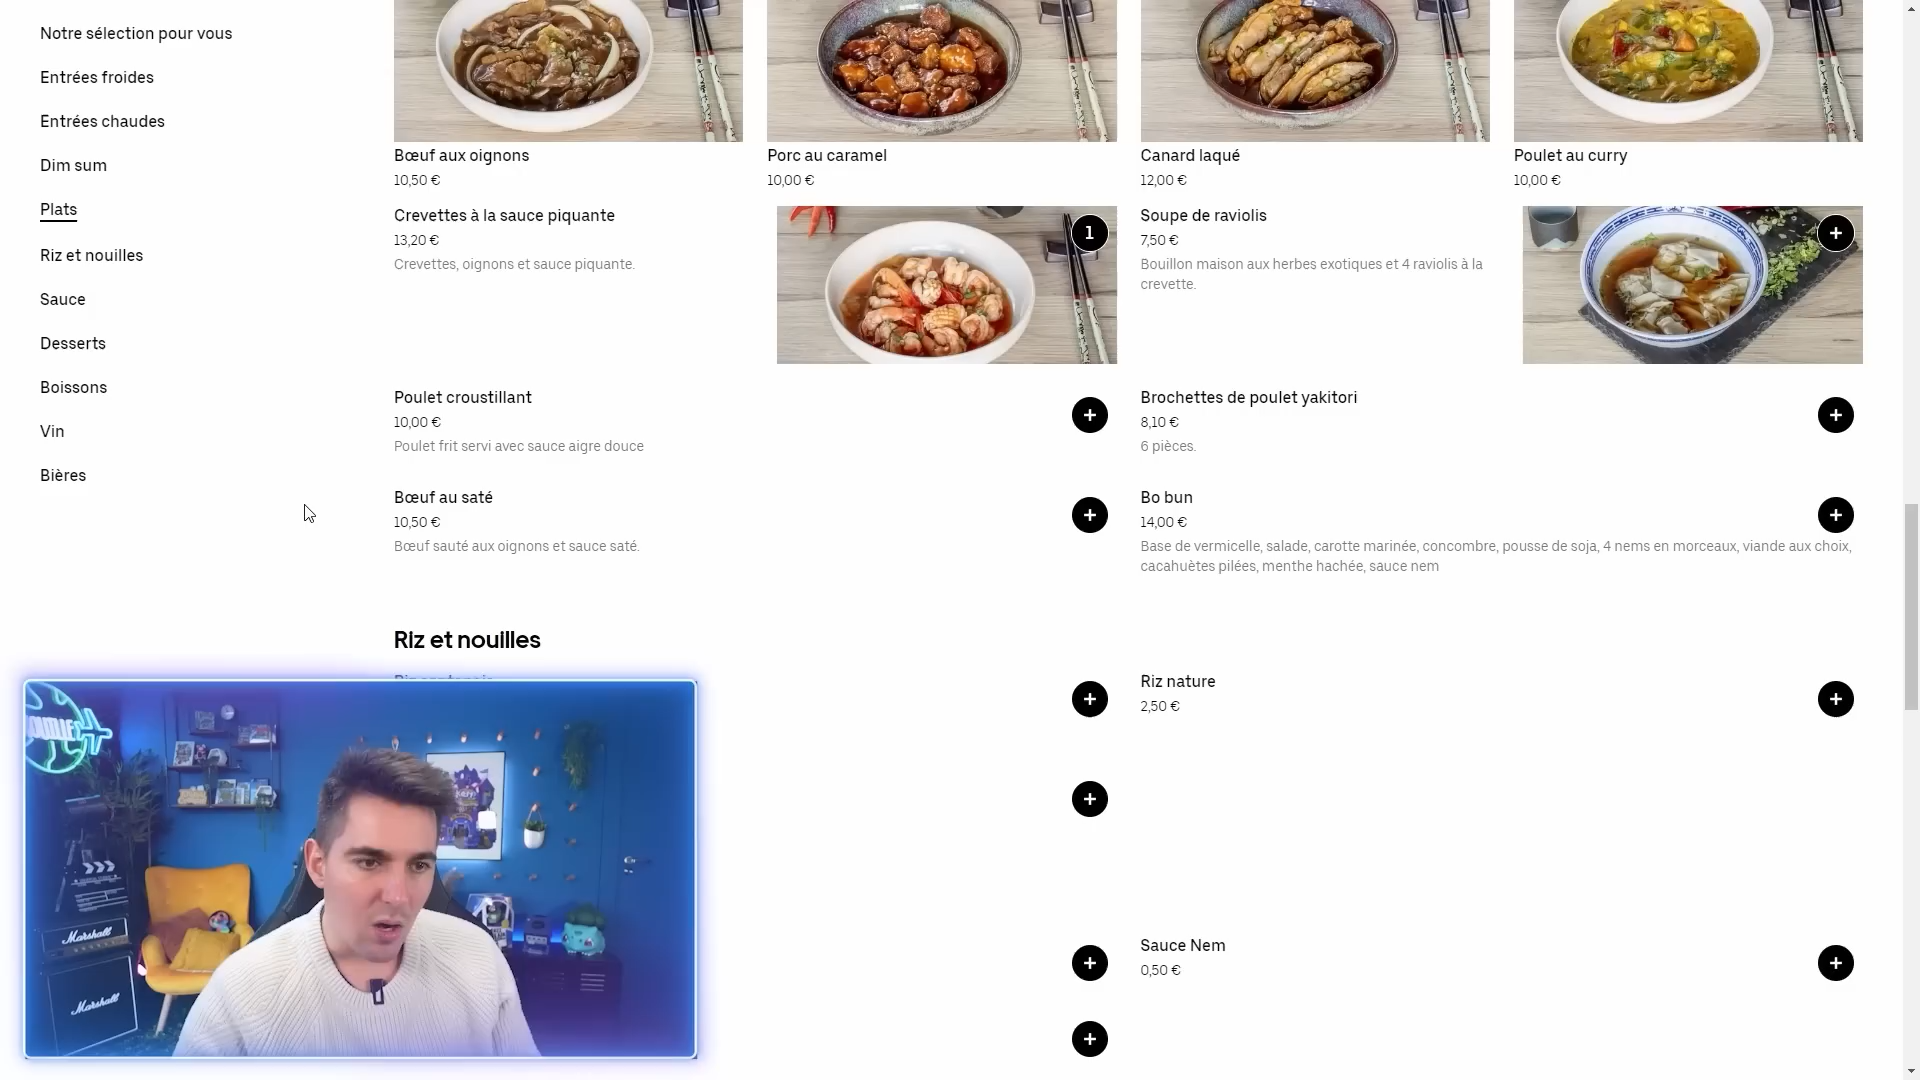 Notre sélection pour vous
Entrées froides
Entrées chaudes
Dim sum
Plats
Riz et nouilles
Sauce
Desserts
Boissons
Vin
Bières
Bœuf aux oignons
10,50 €
Porc au caramel
10,00 €
Canard laqué
12,00 €
Poulet au curry
10,00 €
Crevettes à la sauce piquante
13,20 €
Crevettes, oignons et sauce piquante.
1
Soupe de raviolis
7,50 €
Bouillon maison aux herbes exotiques et 4 raviolis à la
crevette.
+
Poulet croustillant
10,00 €
Poulet frit servi avec sauce aigre douce
+
Brochettes de poulet yakitori
8,10 €
6 pièces.
+
Bœuf au saté
10,50 €
Bœuf sauté aux oignons et sauce saté.
+
Bo bun
14,00 €
Base de vermicelle, salade, carotte marinée, concombre, pousse de soja, 4 nems en morceaux, viande aux choix,
cacahuètes pilées, menthe hachée, sauce nem
+
Riz et nouilles
+
Riz nature
2,50 €
+
+
+
Sauce Nem
0,50 €
+
+
Marshall
Marshall